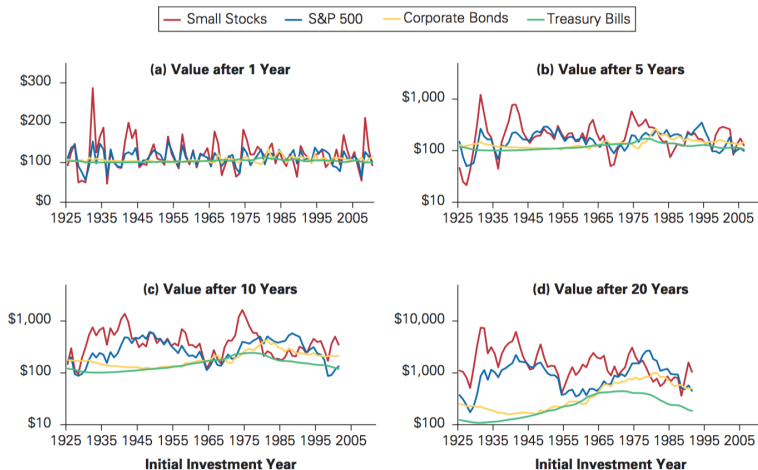 Small Stocks S&P 500 Corporate Bonds Treasury Bills
(a) Value after 1 Year
$300
$200
$100
$0
1925 1935 1945 1955 1965 1975 1985 1995 2005
(b) Value after 5 Years
$1,000
$100
$10
1925 1935 1945 1955 1965 1975 1985 1995 2005
(c) Value after 10 Years
$1,000
$100
$10
1925 1935 1945 1955 1965 1975 1985 1995 2005
Initial Investment Year
(d) Value after 20 Years
$10,000
$1,000
$100
1925 1935 1945 1955 1965 1975 1985 1995 2005
Initial Investment Year